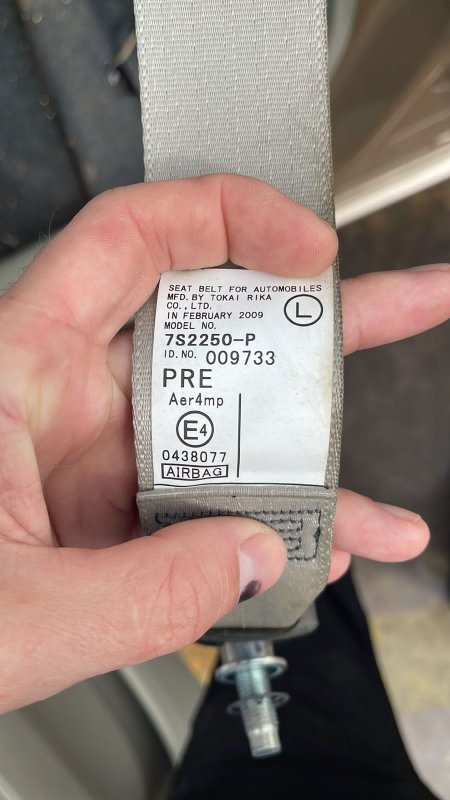 SEAT BELT FOR AUTOMOBILES
MFD. BY TOKAI RIKA
CO., LTD.
L
IN FEBRUARY 2009
MODEL NO.
7S2250-P
ID. NO. 009733
PRE
Aer4mp
E4
0438077
AIRBAG